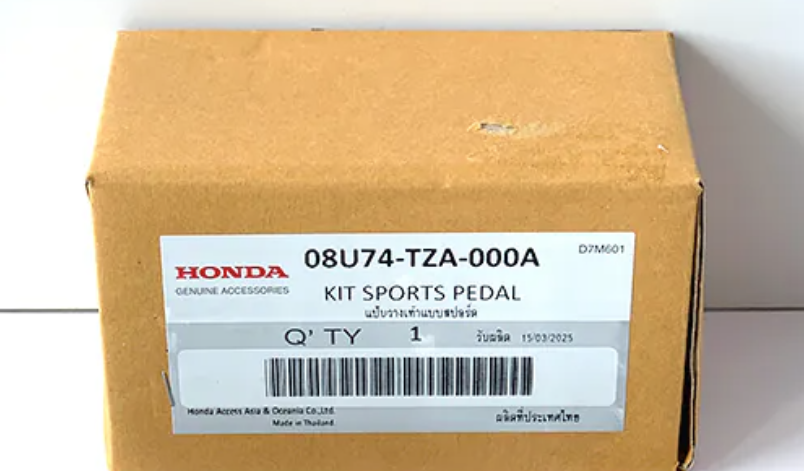 08U74-TZA-000A
D7M601
HONDA
GENUINE ACCESSORIES
KIT SPORTS PEDAL
แป้นวางเท้าแบบสปอร์ต
Q' TY 1 วันผลิต 15/03/2025
Honda Access Asia & Oceania Co.,Ltd.
Made in Thailand.
ผลิตที่ประเทศไทย